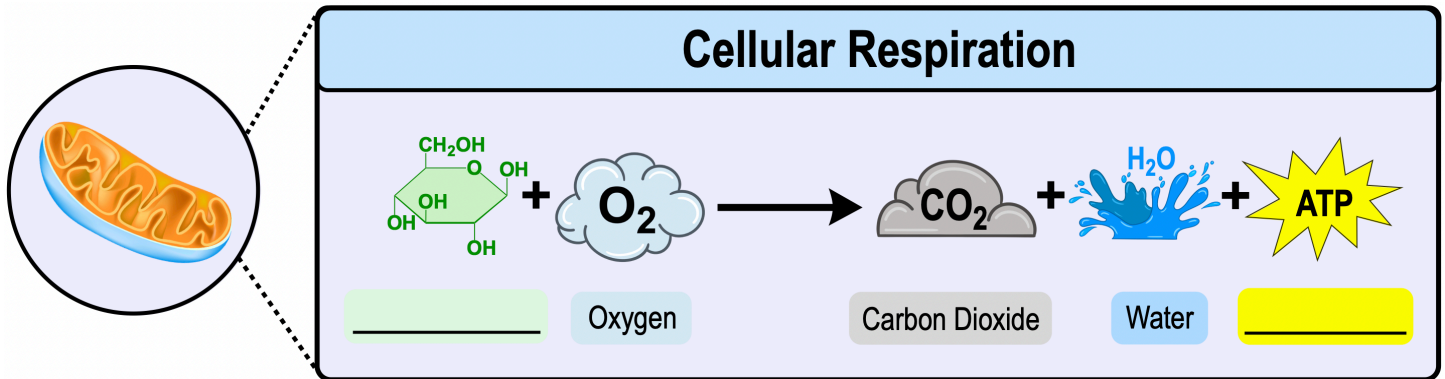 Cellular Respiration
CH₂OH
O
OH
OH
OH
OH
+
O₂
CO₂
+
H₂O
+
ATP
Oxygen
Carbon Dioxide
Water